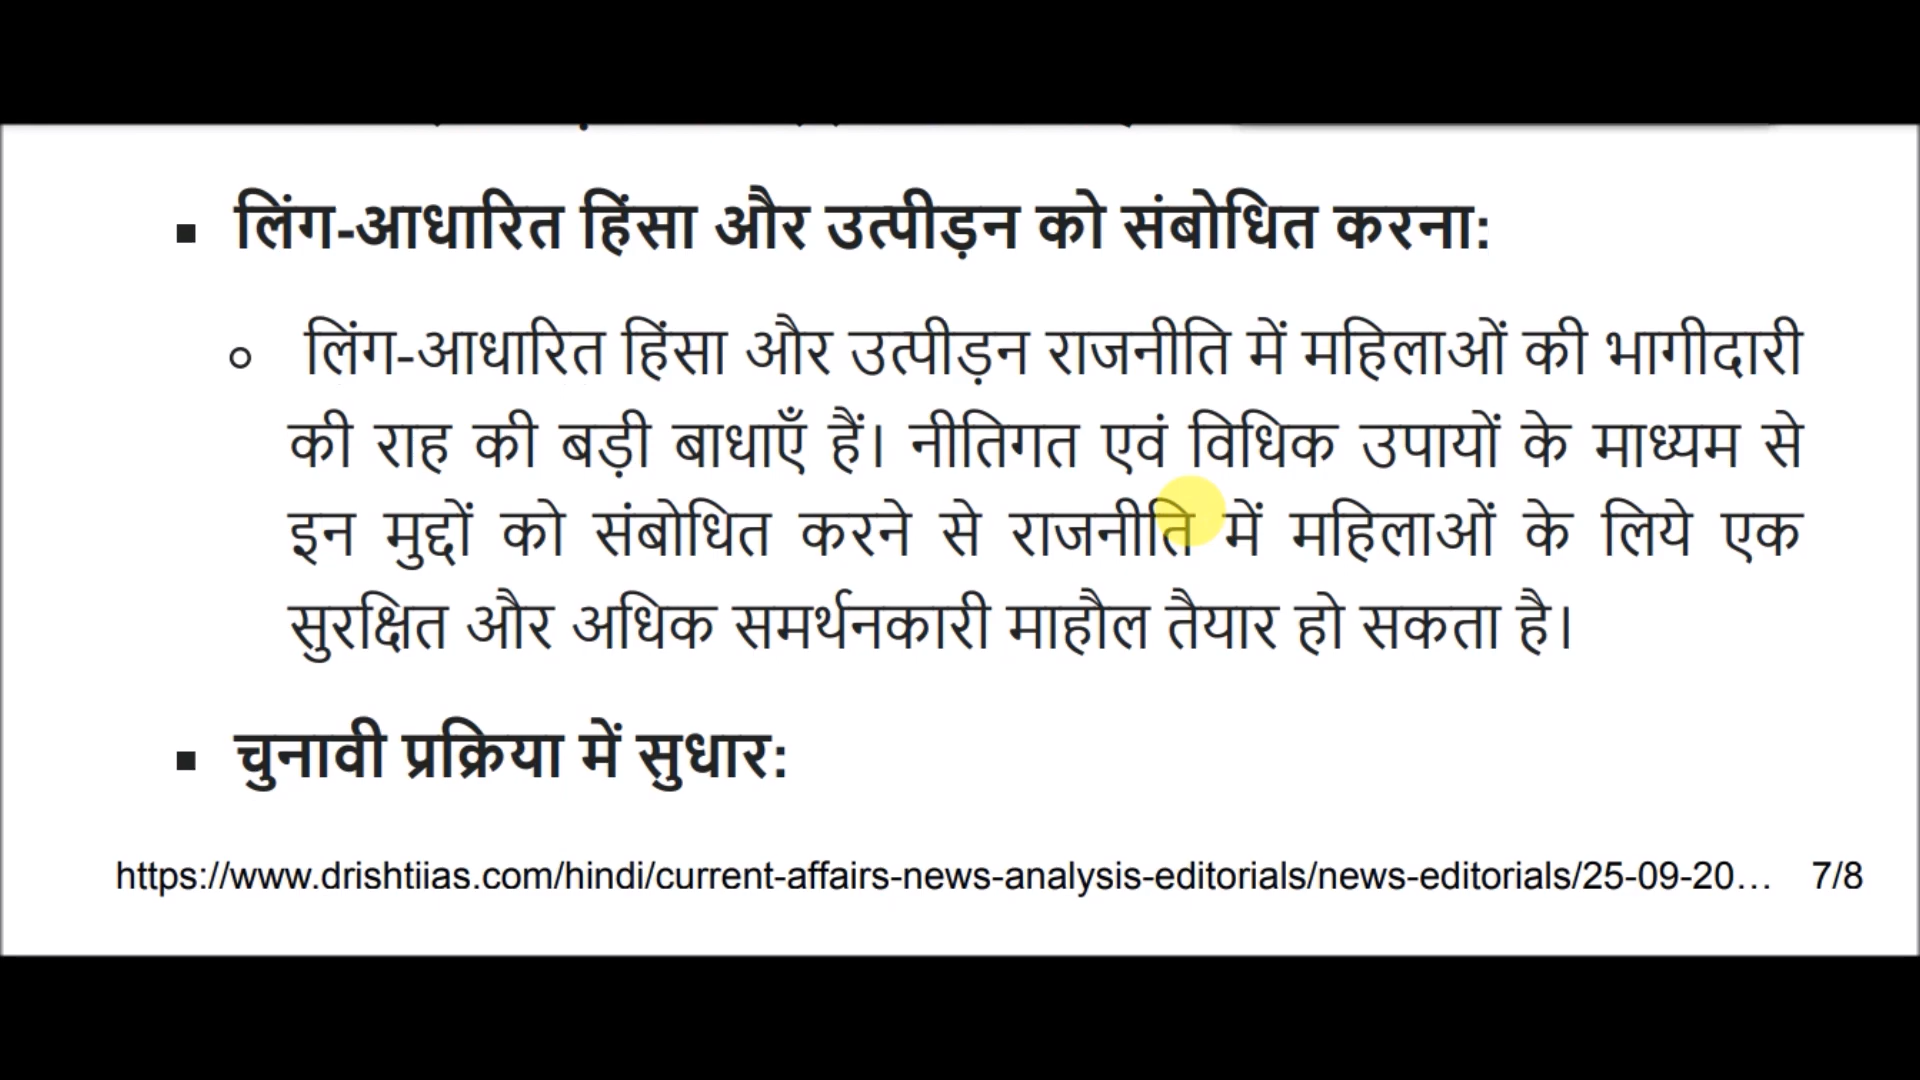 ▪ लिंग-आधारित हिंसा और उत्पीड़न को संबोधित करना:
○ लिंग-आधारित हिंसा और उत्पीड़न राजनीति में महिलाओं की भागीदारी
की राह की बड़ी बाधाएँ हैं। नीतिगत एवं विधिक उपायों के माध्यम से
इन मुद्दों को संबोधित करने से राजनीति में महिलाओं के लिये एक
सुरक्षित और अधिक समर्थनकारी माहौल तैयार हो सकता है।
▪ चुनावी प्रक्रिया में सुधार:
https://www.drishtiias.com/hindi/current-affairs-news-analysis-editorials/news-editorials/25-09-20… 7/8